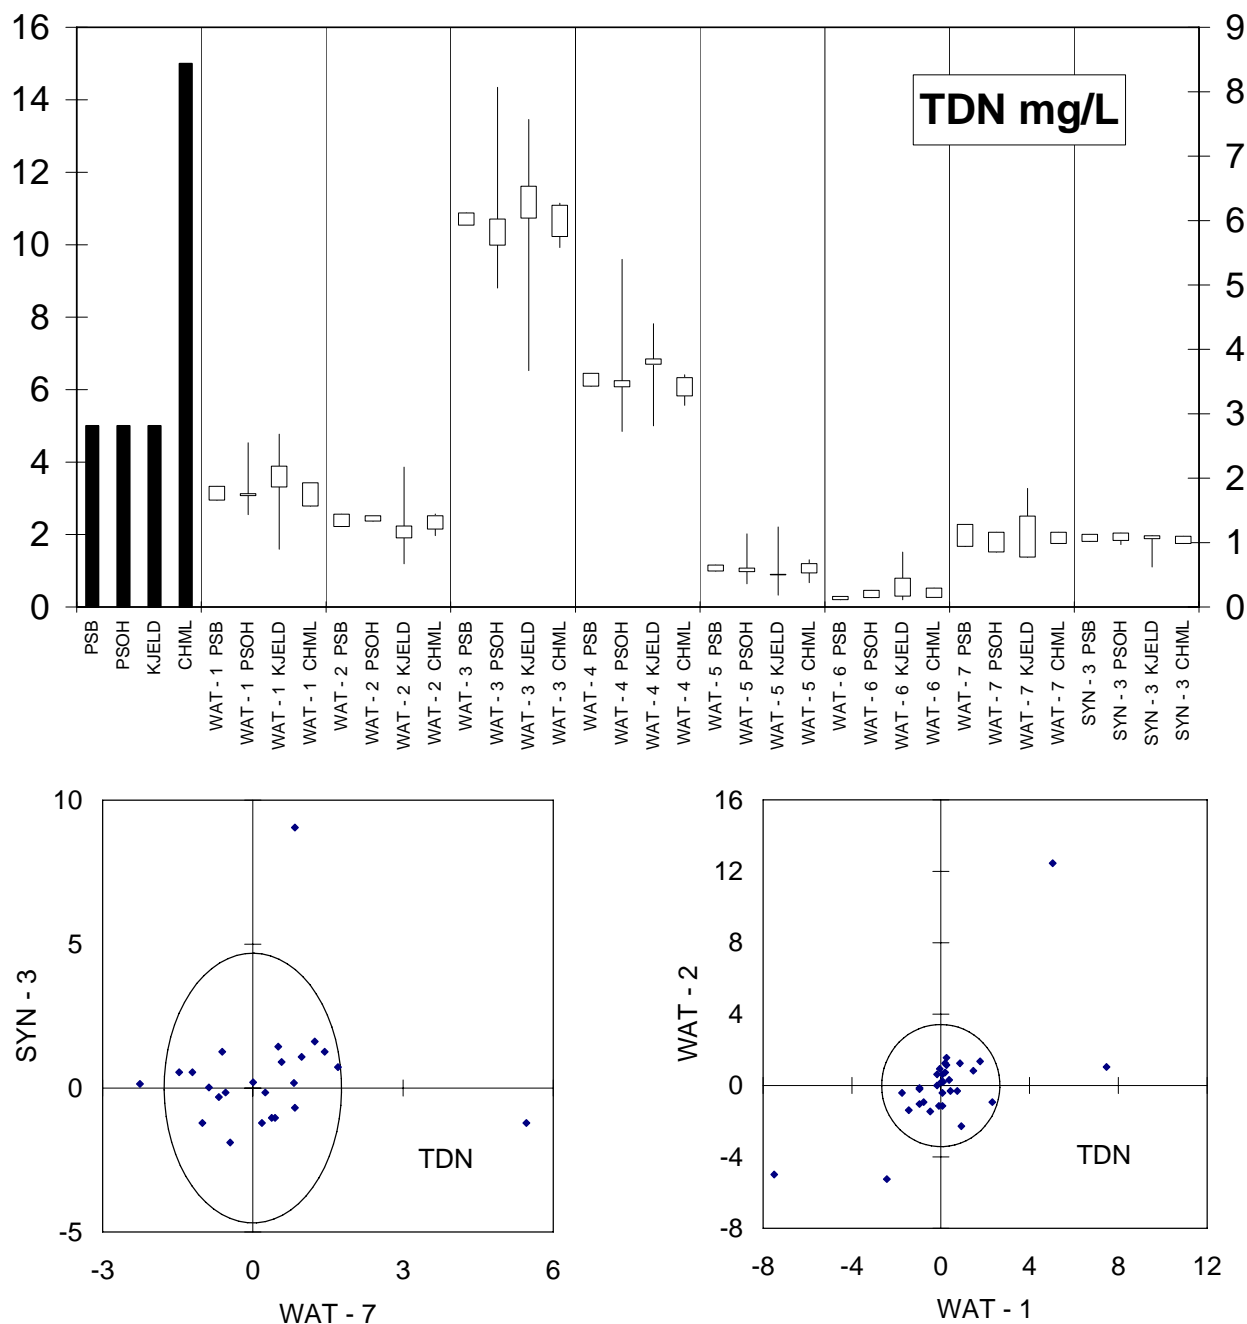 16
14
12
10
8
6
4
2
0
9
8
7
6
5
4
3
2
1
0
TDN mg/L
PSB
PSOH
KJELD
CHML
WAT - 1 PSB
WAT - 1 PSOH
WAT - 1 KJELD
WAT - 1 CHML
WAT - 2 PSB
WAT - 2 PSOH
WAT - 2 KJELD
WAT - 2 CHML
WAT - 3 PSB
WAT - 3 PSOH
WAT - 3 KJELD
WAT - 3 CHML
WAT - 4 PSB
WAT - 4 PSOH
WAT - 4 KJELD
WAT - 4 CHML
WAT - 5 PSB
WAT - 5 PSOH
WAT - 5 KJELD
WAT - 5 CHML
WAT - 6 PSB
WAT - 6 PSOH
WAT - 6 KJELD
WAT - 6 CHML
WAT - 7 PSB
WAT - 7 PSOH
WAT - 7 KJELD
WAT - 7 CHML
SYN - 3 PSB
SYN - 3 PSOH
SYN - 3 KJELD
SYN - 3 CHML
10
5
0
-5
SYN - 3
TDN
-3 0 3 6
WAT - 7
16
12
8
4
0
-4
-8
WAT - 2
TDN
-8 -4 0 4 8 12
WAT - 1